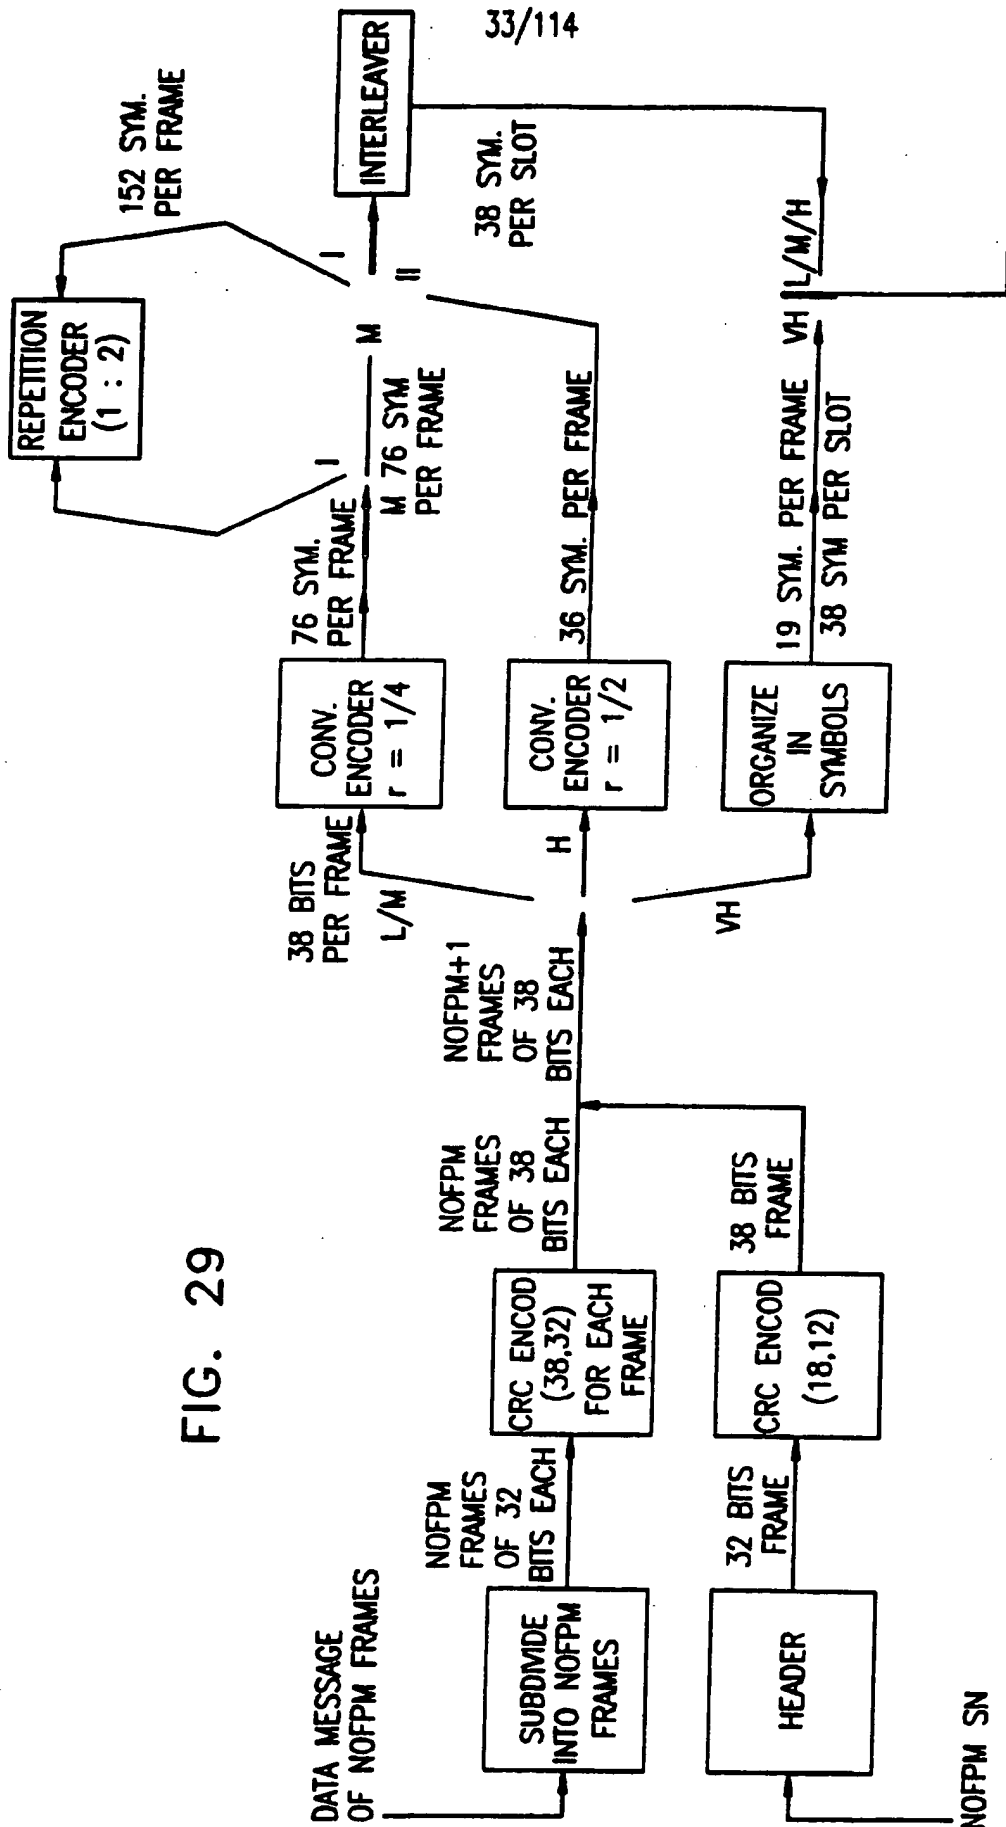 33/114
FIG. 29
DATA MESSAGE
OF NOFPM FRAMES
SUBDIVIDE
INTO NOFPM
FRAMES
NOFPM
FRAMES
OF 32
BITS EACH
CRC ENCOD
(38,32)
FOR EACH
FRAME
NOFPM
FRAMES
OF 38
BITS EACH
NOFPM+1
FRAMES
OF 38
BITS EACH
NOFPM SN
HEADER
32 BITS
FRAME
CRC ENCOD
(18,12)
38 BITS
FRAME
38 BITS
PER FRAME
L/M
H
VH
CONV.
ENCODER
r = 1/4
76 SYM.
PER FRAME
I
M 76 SYM
PER FRAME
M
REPETITION
ENCODER
(1 : 2)
152 SYM.
PER FRAME
I
II
INTERLEAVER
38 SYM.
PER SLOT
CONV.
ENCODER
r = 1/2
36 SYM. PER FRAME
ORGANIZE
IN
SYMBOLS
19 SYM. PER FRAME
38 SYM PER SLOT
VH
L/M/H